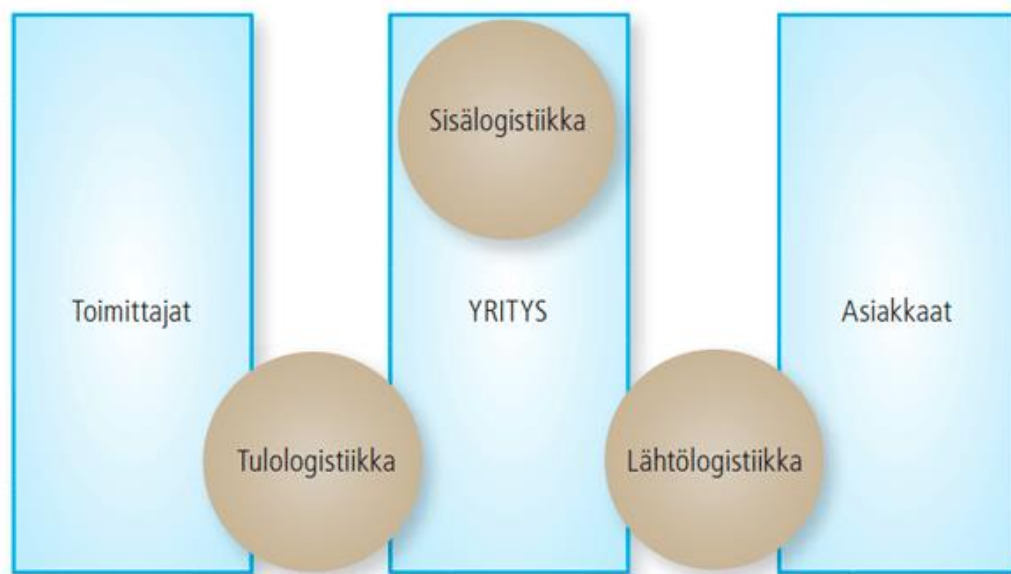 Sisälogistiikka
Toimittajat
YRITYS
Asiakkaat
Tulologistiikka
Lähtölogistiikka